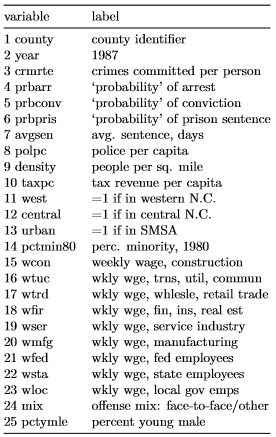 variable label
1 county county identifier
2 year 1987
3 crmrte crimes committed per person
4 prbarr ‘probability’ of arrest
5 prbconv ‘probability’ of conviction
6 prbpris ‘probability’ of prison sentence
7 avgsen avg. sentence, days
8 polpc police per capita
9 density people per sq. mile
10 taxpc tax revenue per capita
11 west =1 if in western N.C.
12 central =1 if in central N.C.
13 urban =1 if in SMSA
14 pctmin80 perc. minority, 1980
15 wcon weekly wage, construction
16 wtuc wkly wge, trns, util, commun
17 wtrd wkly wge, whlesle, retail trade
18 wfir wkly wge, fin, ins, real est
19 wser wkly wge, service industry
20 wmfg wkly wge, manufacturing
21 wfed wkly wge, fed employees
22 wsta wkly wge, state employees
23 wloc wkly wge, local gov emps
24 mix offense mix: face-to-face/other
25 pctymle percent young male